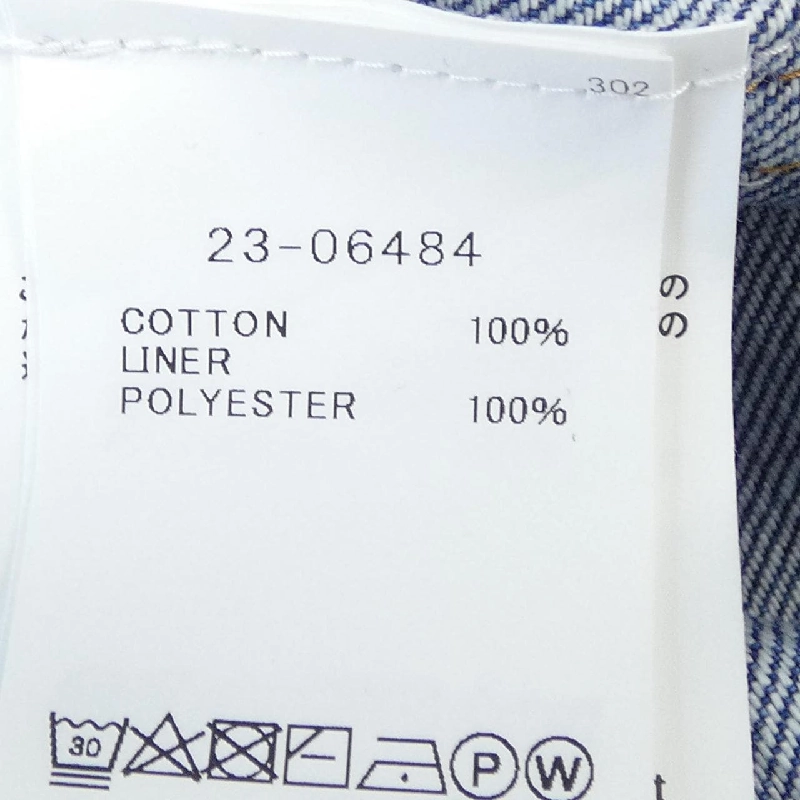 302
23-06484
COTTON 100%
LINER
POLYESTER 100%
の
の
30 P W
t